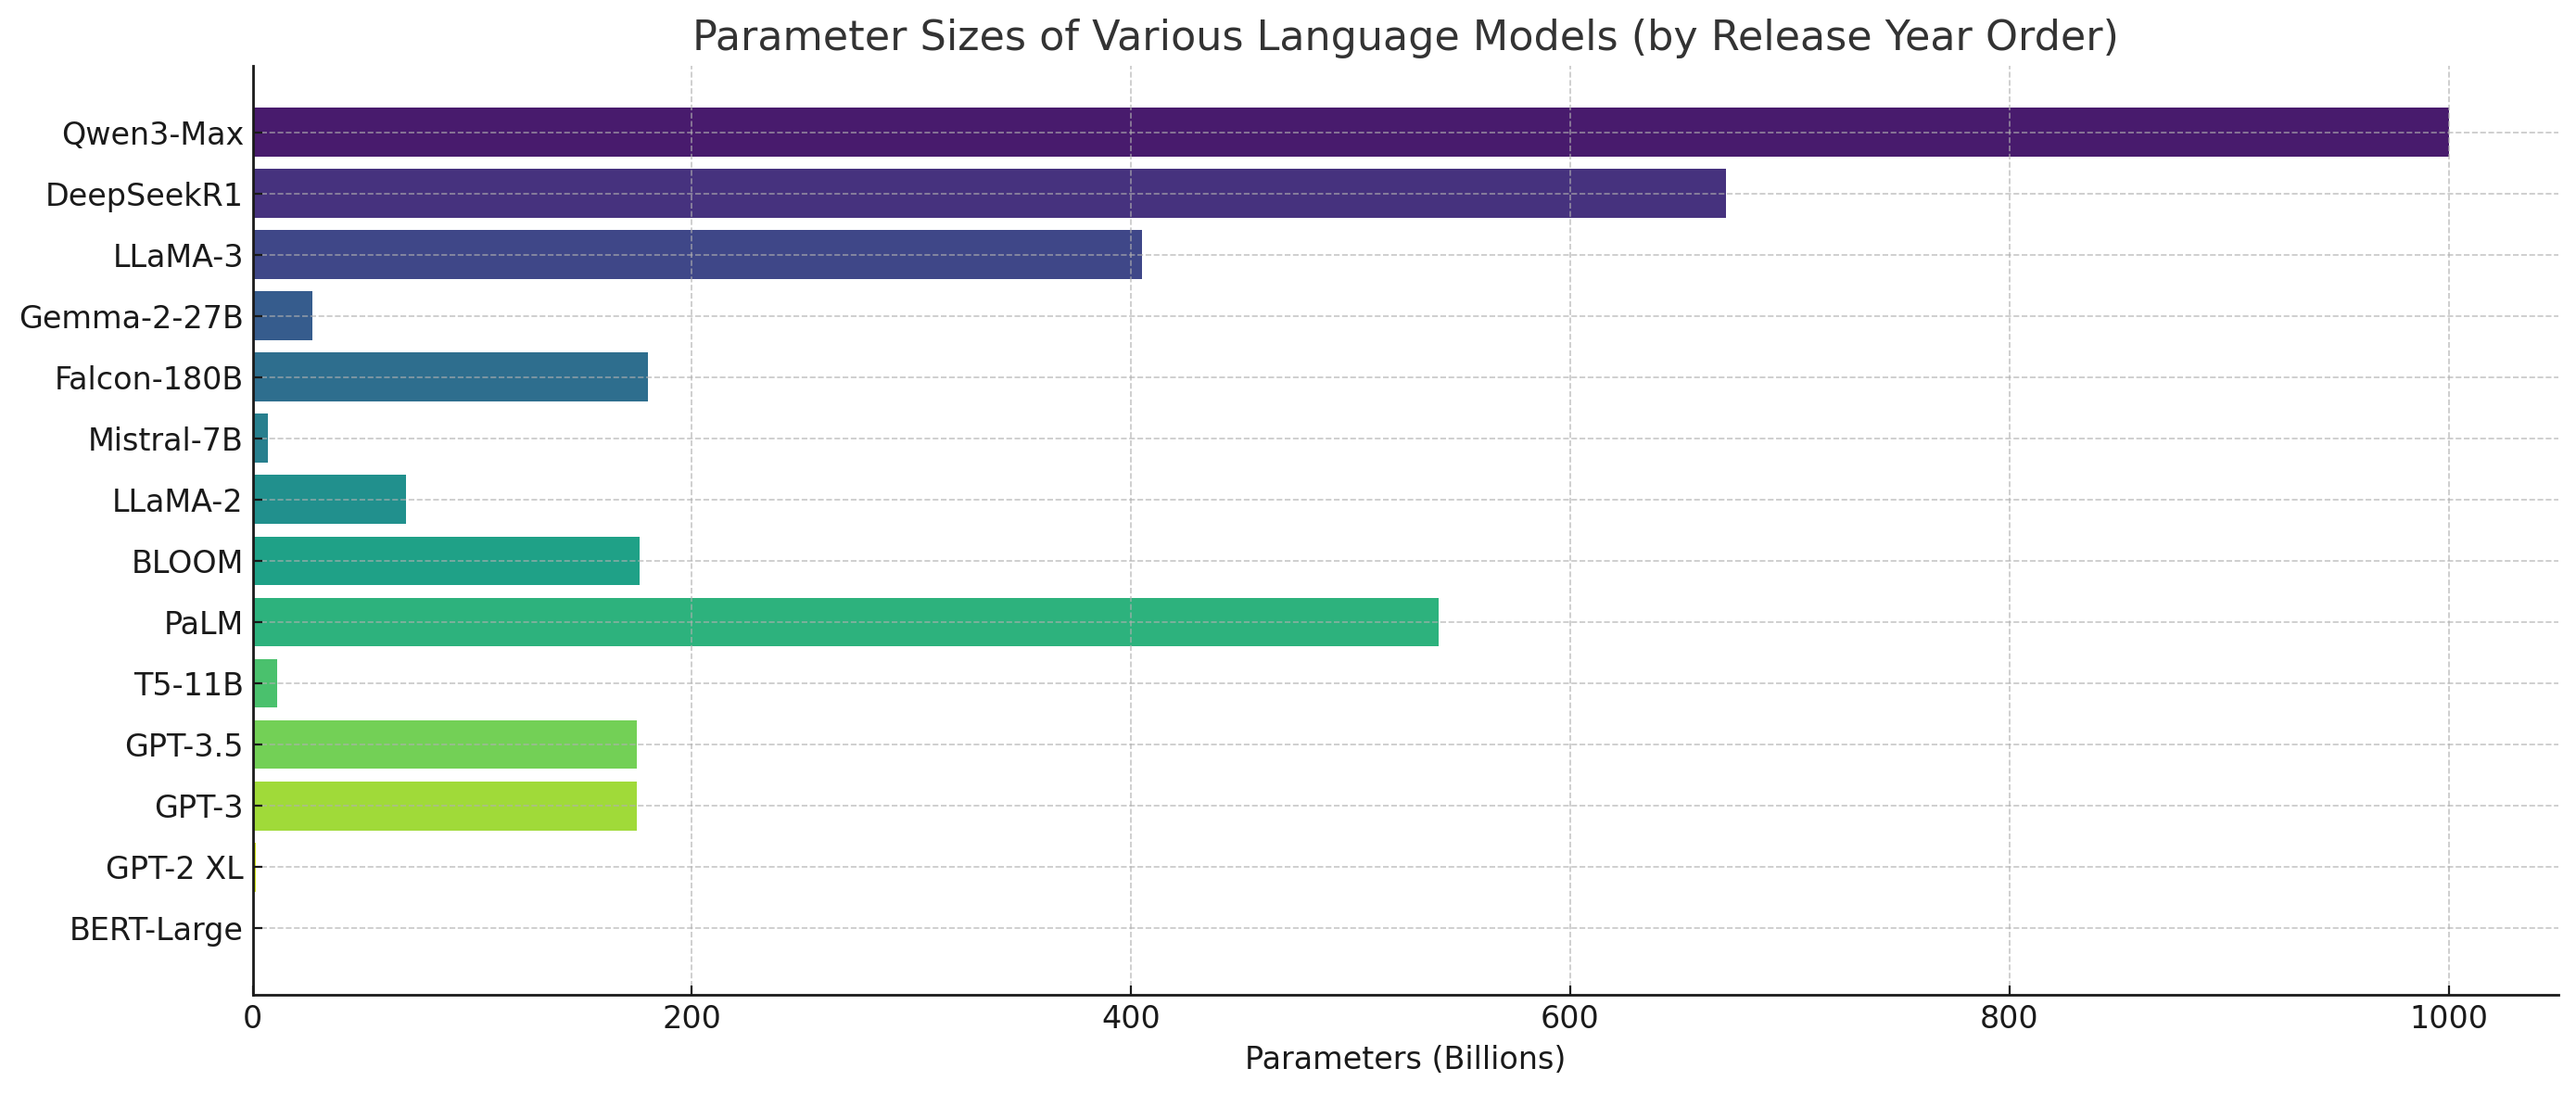 Parameter Sizes of Various Language Models (by Release Year Order)
Qwen3-Max
DeepSeekR1
LLaMA-3
Gemma-2-27B
Falcon-180B
Mistral-7B
LLaMA-2
BLOOM
PaLM
T5-11B
GPT-3.5
GPT-3
GPT-2 XL
BERT-Large
0 200 400 600 800 1000
Parameters (Billions)